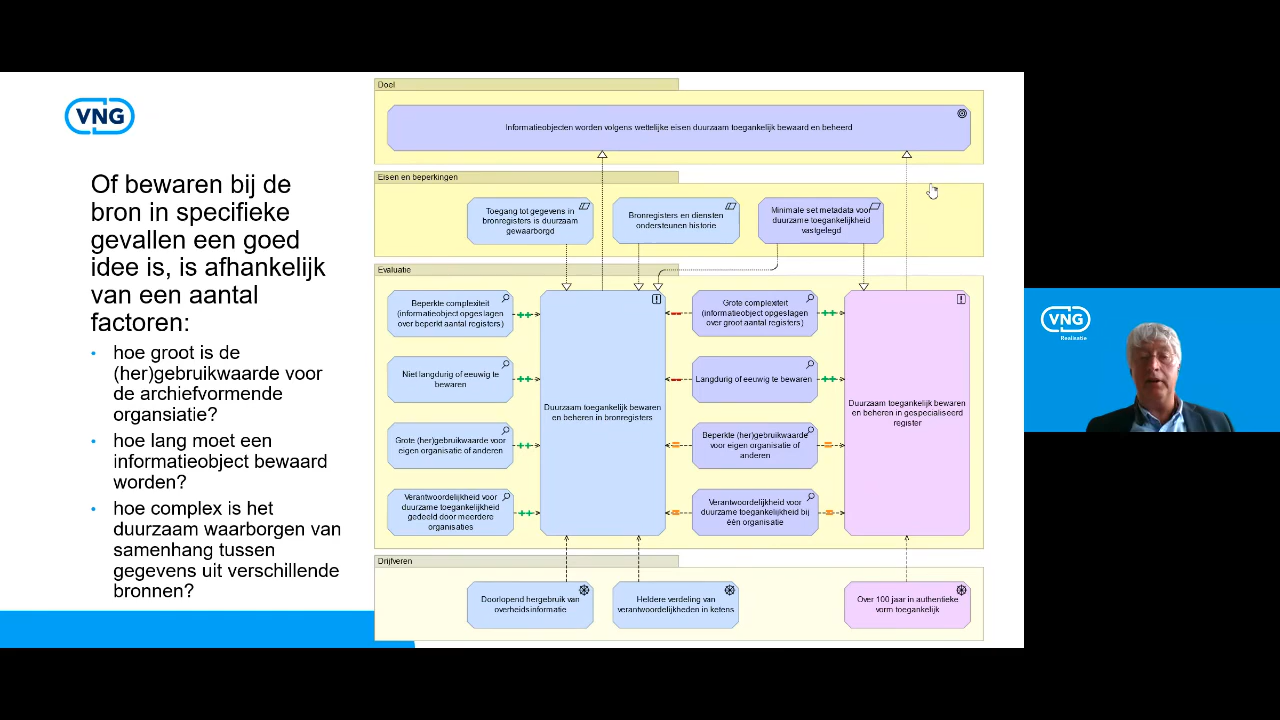 VNG
Of bewaren bij de
bron in specifieke
gevallen een goed
idee is, is afhankelijk
van een aantal
factoren:
• hoe groot is de
(her)gebruikwaarde voor
de archiefvormende
organsiatie?
• hoe lang moet een
informatieobject bewaard
worden?
• hoe complex is het
duurzaam waarborgen van
samenhang tussen
gegevens uit verschillende
bronnen?
Doel
Informatieobjecten worden volgens wettelijke eisen duurzaam toegankelijk bewaard en beheerd
Eisen en beperkingen
Toegang tot gegevens in
bronregisters is duurzaam
gewaarborgd
Bronregisters en diensten
ondersteunen historie
Minimale set metadata voor
duurzame toegankelijkheid
vastgelegd
Evaluatie
Beperkte complexiteit
(informatieobject opgeslagen
over beperkt aantal registers)
++
Niet langdurig of eeuwig te
bewaren
++
Grote (her)gebruikwaarde voor
eigen organisatie of anderen
++
Verantwoordelijkheid voor
duurzame toegankelijkheid
gedeeld door meerdere
organisaties
++
Duurzaam toegankelijk bewaren
en beheren in bronregisters
--
Grote complexiteit
(informatieobject opgeslagen
over groot aantal registers)
++
--
Langdurig of eeuwig te bewaren
++
=
Beperkte (her)gebruikwaarde
voor eigen organisatie of
anderen
=
=
Verantwoordelijkheid voor
duurzame toegankelijkheid bij
één organisatie
=
Duurzaam toegankelijk bewaren
en beheren in gespecialiseerd
register
Drijfveren
Doorlopend hergebruik van
overheidsinformatie
Heldere verdeling van
verantwoordelijkheden in ketens
Over 100 jaar in authentieke
vorm toegankelijk
VNG
Realisatie